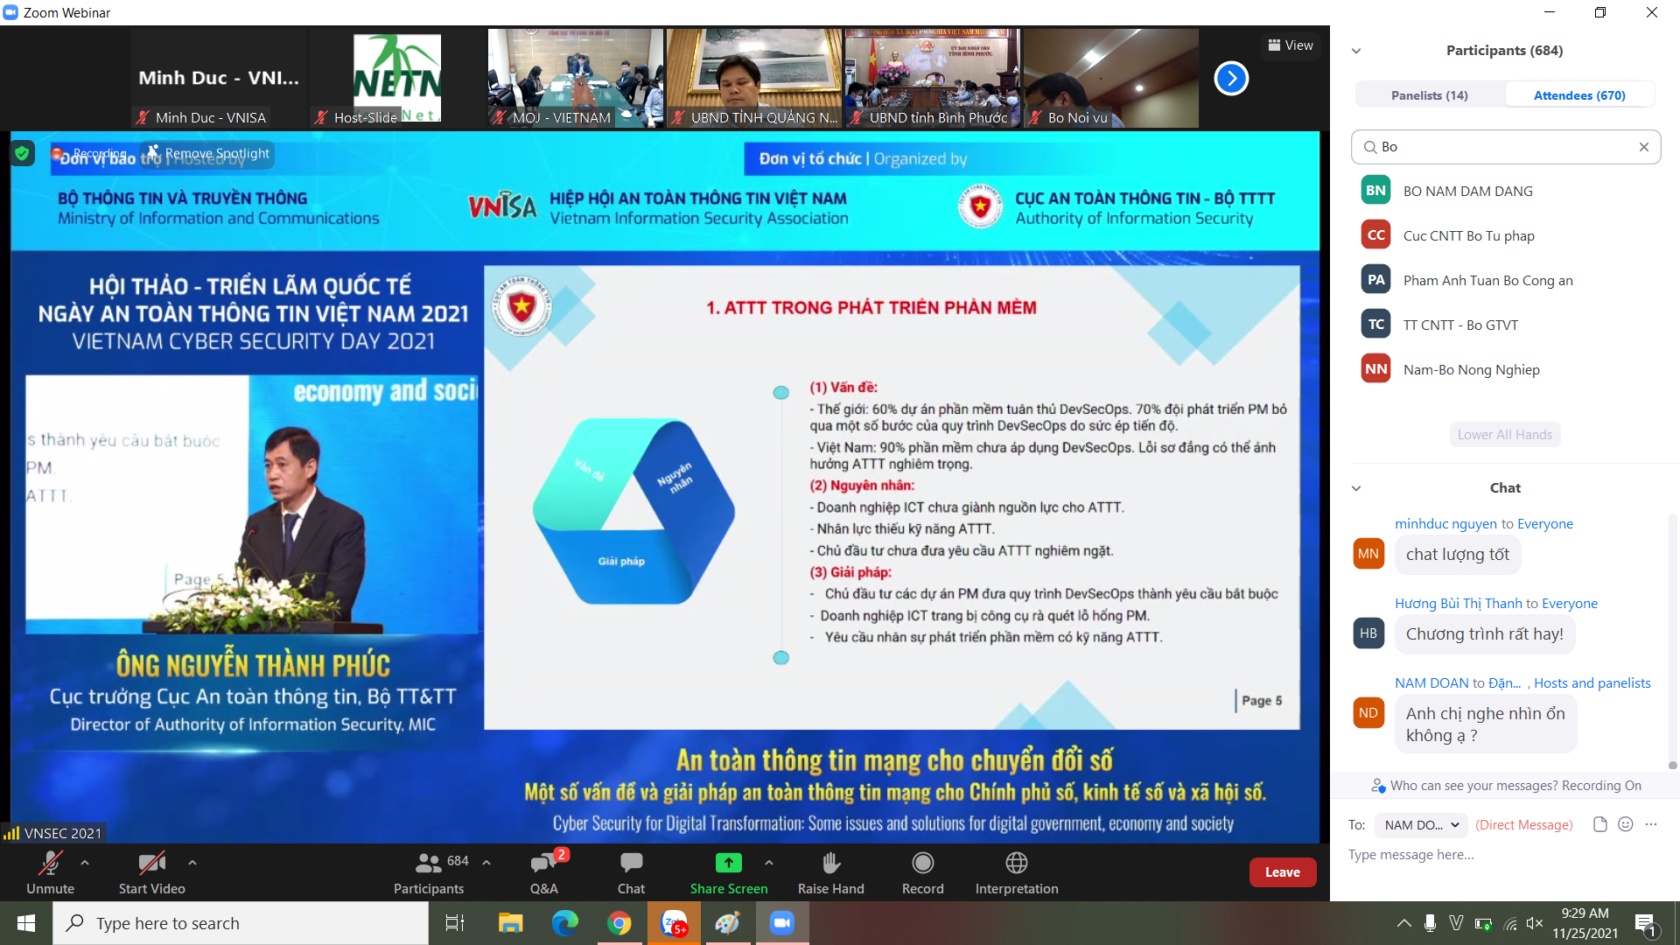 Zoom Webinar
Minh Duc - VNI...
Minh Duc - VNISA
NETN
Net.
Host-Slide
MOJ - VIETNAM
UBND TỈNH QUẢNG N...
ỦY BAN NHÂN DÂN
TỈNH BÌNH PHƯỚC
UBND tỉnh Bình Phước
Bo Noi vu
View
Recording
Remove Spotlight
Đơn vị bảo trợ | Hosted by
Đơn vị tổ chức | Organized by
BỘ THÔNG TIN VÀ TRUYỀN THÔNG
Ministry of Information and Communications
VNISA
HIỆP HỘI AN TOÀN THÔNG TIN VIỆT NAM
Vietnam Information Security Association
CỤC AN TOÀN THÔNG TIN - BỘ TTTT
Authority of Information Security
HỘI THẢO - TRIỂN LÃM QUỐC TẾ
NGÀY AN TOÀN THÔNG TIN VIỆT NAM 2021
VIETNAM CYBER SECURITY DAY 2021
economy and soci
s thành yêu cầu bắt buộc
PM.
ATTT.
Page 5
ÔNG NGUYỄN THÀNH PHÚC
Cục trưởng Cục An toàn thông tin, Bộ TT&TT
Director of Authority of Information Security, MIC
CỤC AN TOÀN THÔNG TIN
1. ATTT TRONG PHÁT TRIỂN PHẦN MỀM
Vấn đề
Nguyên
nhân
Giải pháp
(1) Vấn đề:
- Thế giới: 60% dự án phần mềm tuân thủ DevSecOps. 70% đội phát triển PM bỏ
qua một số bước của quy trình DevSecOps do sức ép tiến độ.
- Việt Nam: 90% phần mềm chưa áp dụng DevSecOps. Lỗi sơ đẳng có thể ảnh
hưởng ATTT nghiêm trọng.
(2) Nguyên nhân:
- Doanh nghiệp ICT chưa giành nguồn lực cho ATTT.
- Nhân lực thiếu kỹ năng ATTT.
- Chủ đầu tư chưa đưa yêu cầu ATTT nghiêm ngặt.
(3) Giải pháp:
- Chủ đầu tư các dự án PM đưa quy trình DevSecOps thành yêu cầu bắt buộc
- Doanh nghiệp ICT trang bị công cụ rà quét lỗ hổng PM.
- Yêu cầu nhân sự phát triển phần mềm có kỹ năng ATTT.
Page 5
An toàn thông tin mạng cho chuyển đổi số
Một số vấn đề và giải pháp an toàn thông tin mạng cho Chính phủ số, kinh tế số và xã hội số.
Cyber Security for Digital Transformation: Some issues and solutions for digital government, economy and society
VNSEC 2021
Unmute
Start Video
684
Participants
2
Q&A
Chat
Share Screen
Raise Hand
Record
Interpretation
Leave
Participants (684)
Panelists (14)
Attendees (670)
Bo
BN
BO NAM DAM DANG
CC
Cuc CNTT Bo Tu phap
PA
Pham Anh Tuan Bo Cong an
TC
TT CNTT - Bo GTVT
NN
Nam-Bo Nong Nghiep
Lower All Hands
Chat
minhduc nguyen to Everyone
MN
chat lượng tốt
Hương Bùi Thị Thanh to Everyone
HB
Chương trình rất hay!
NAM DOAN to Đặn... , Hosts and panelists
ND
Anh chị nghe nhìn ổn
không ạ ?
Who can see your messages? Recording On
To:
NAM DO...
(Direct Message)
Type message here...
Type here to search
5+
9:29 AM
11/25/2021
1